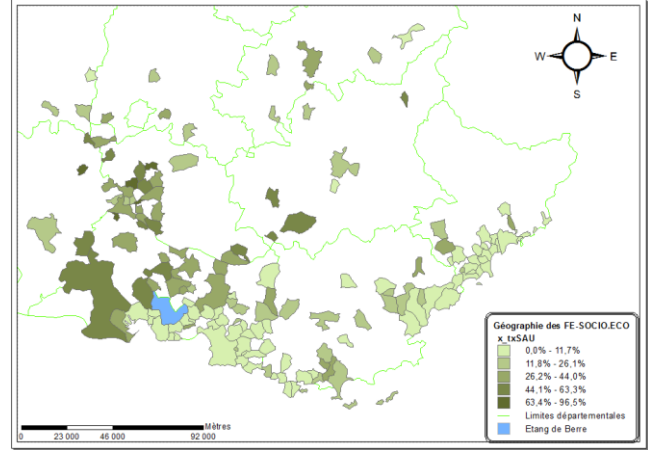 N
W E
S
Géographie des FE-SOCIO.ECO
x_txSAU
0,0% - 11,7%
11,8% - 26,1%
26,2% - 44,0%
44,1% - 63,3%
63,4% - 96,5%
Limites départementales
Etang de Berre
Mètres
0 23 000 46 000 92 000